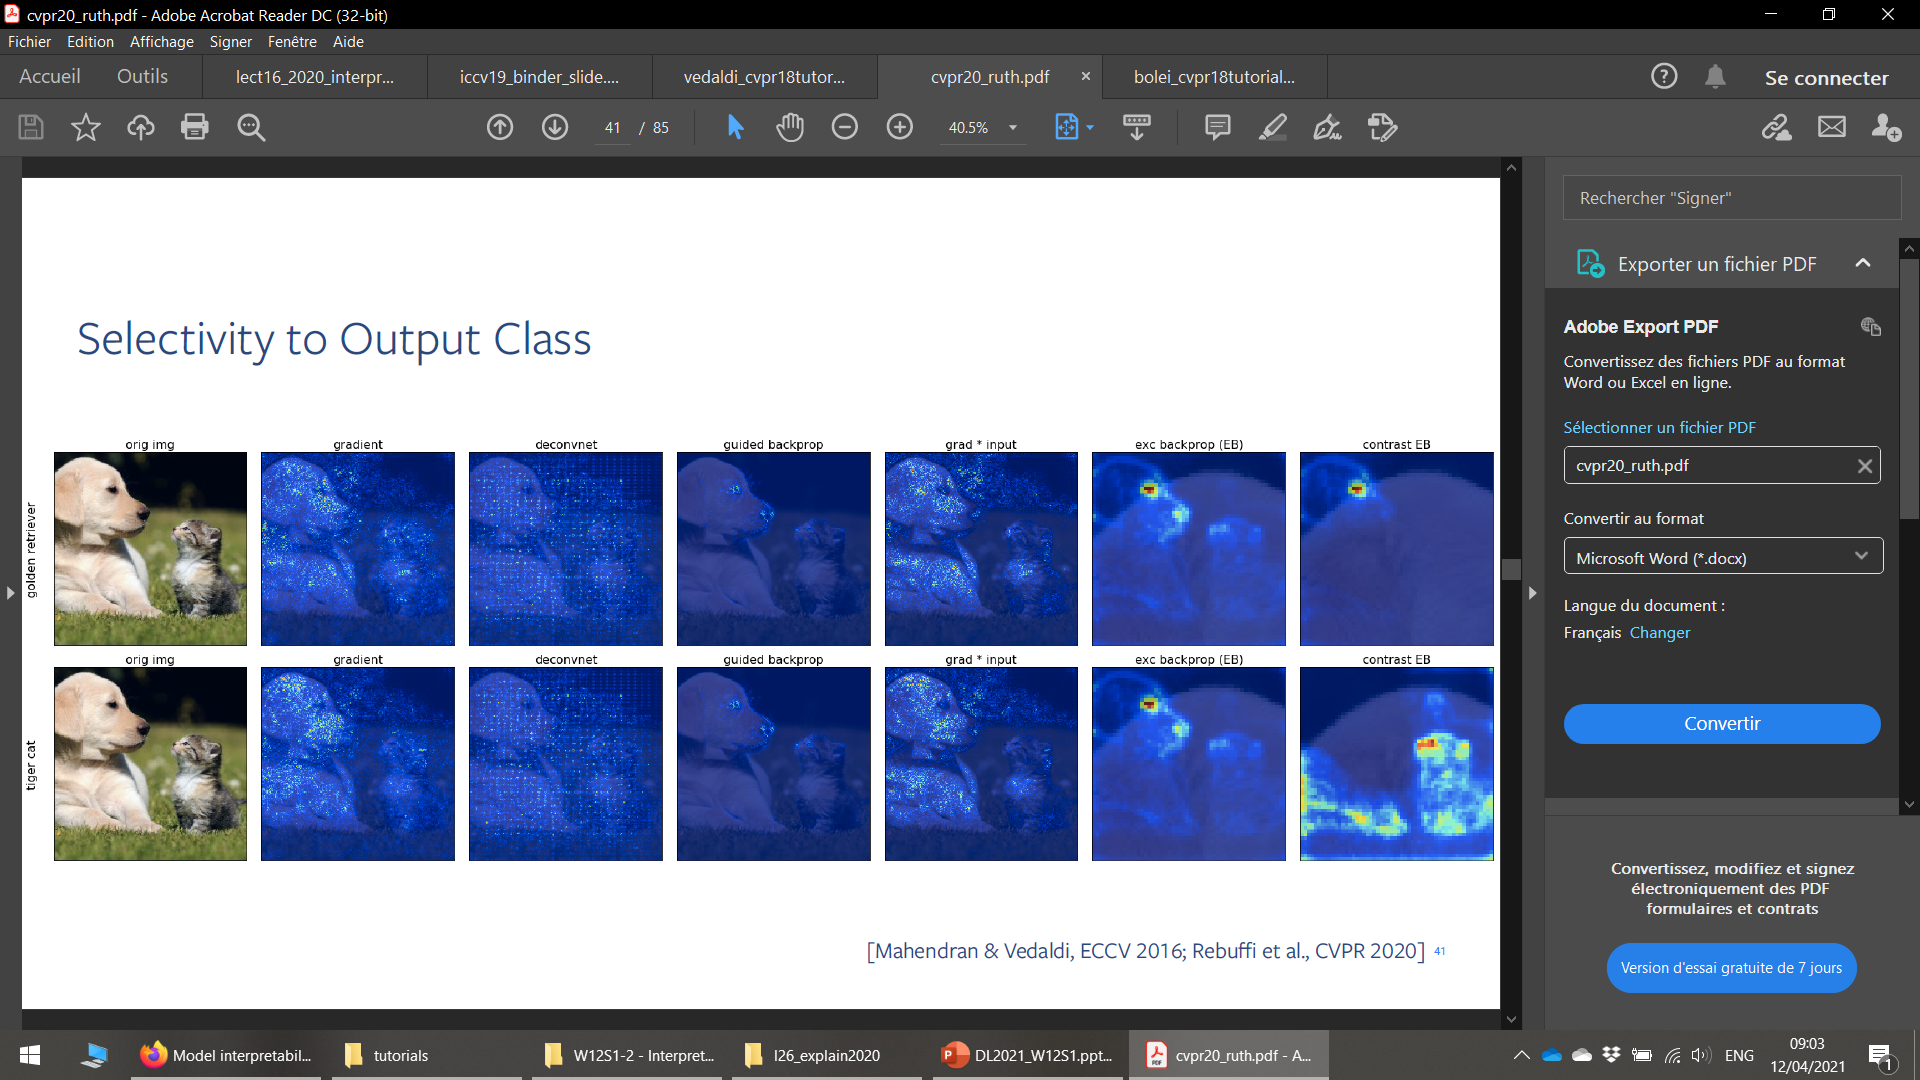 cvpr20_ruth.pdf - Adobe Acrobat Reader DC (32-bit)
Fichier Edition Affichage Signer Fenêtre Aide
Accueil Outils lect16_2020_interpr... iccv19_binder_slide.... vedaldi_cvpr18tutor... cvpr20_ruth.pdf bolei_cvpr18tutorial... Se connecter
41 / 85 40.5%
Selectivity to Output Class
orig img gradient deconvnet guided backprop grad * input exc backprop (EB) contrast EB
golden retriever
orig img gradient deconvnet guided backprop grad * input exc backprop (EB) contrast EB
tiger cat
[Mahendran & Vedaldi, ECCV 2016; Rebuffi et al., CVPR 2020] 41
Rechercher "Signer"
Exporter un fichier PDF
Adobe Export PDF
Convertissez des fichiers PDF au format
Word ou Excel en ligne.
Sélectionner un fichier PDF
cvpr20_ruth.pdf
Convertir au format
Microsoft Word (*.docx)
Langue du document :
Français Changer
Convertir
Convertissez, modifiez et signez
électroniquement des PDF
formulaires et contrats
Version d'essai gratuite de 7 jours
Model interpretabil... tutorials W12S1-2 - Interpret... l26_explain2020 DL2021_W12S1.ppt... cvpr20_ruth.pdf - A... ENG 09:03
12/04/2021
1